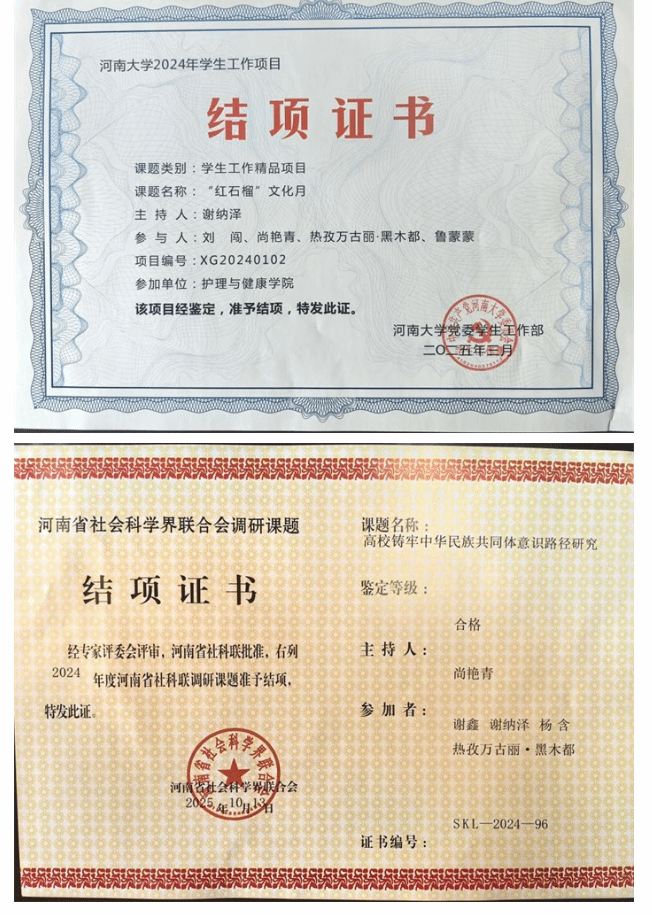 河南大学2024年学生工作项目
结项证书
课题类别：学生工作精品项目
课题名称：“红石榴”文化月
主 持 人：谢纳泽
参 与 人：刘　闯、尚艳青、热孜万古丽·黑木都、鲁蒙蒙
项目编号：XG20240102
参加单位：护理与健康学院
该项目经鉴定，准予结项，特发此证。
河南大学党委学生工作部
二〇二五年三月
河南省社会科学界联合会调研课题
结项证书
经专家评委会评审，河南省社科联批准，右列
2024 年度河南省社科联调研课题准予结项，
特发此证。
河南省社会科学界联合会
2025年10月13日
课题名称：
高校铸牢中华民族共同体意识路径研究
鉴定等级：
合格
主 持 人：
尚艳青
参 加 者：
谢鑫 谢纳泽 杨含
热孜万古丽·黑木都
SKL—2024—96
证书编号：